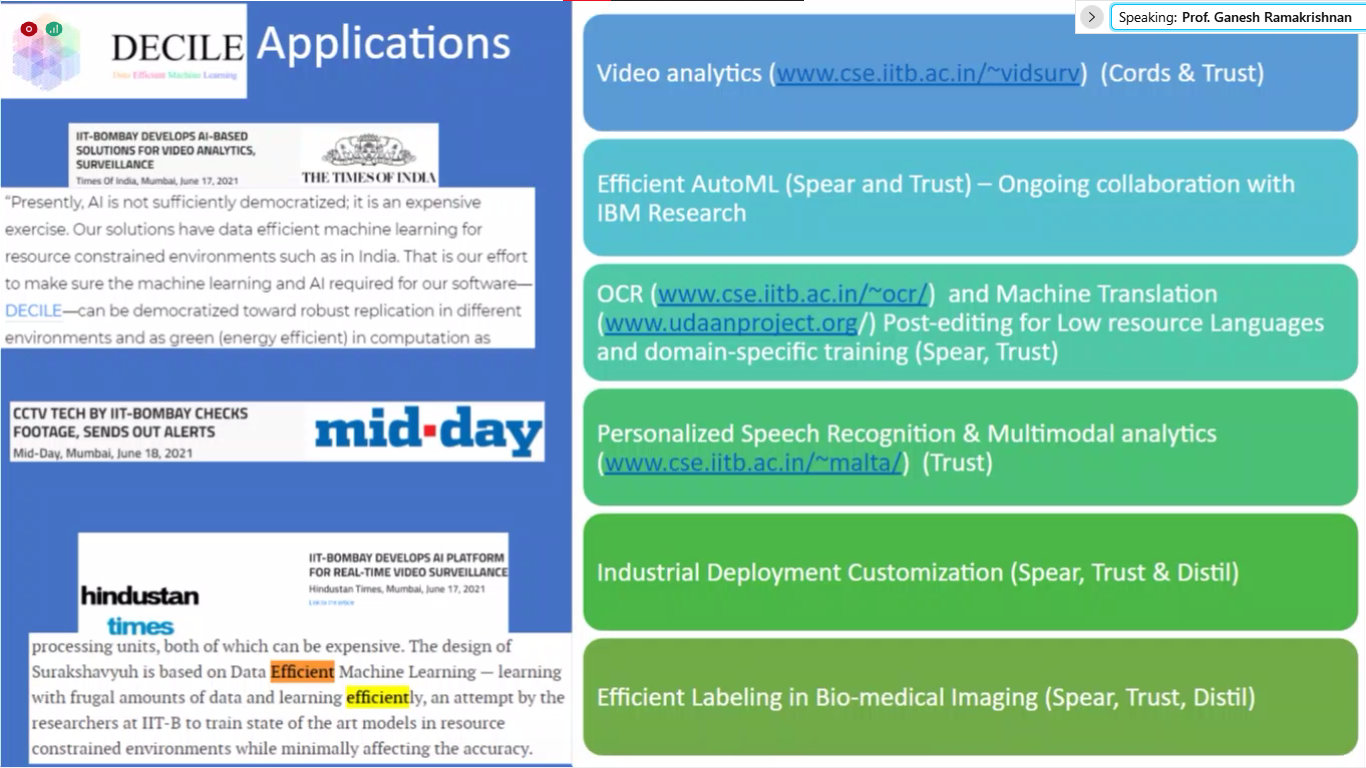 Speaking: Prof. Ganesh Ramakrishnan
DECILE
Data Efficient Machine Learning
Applications
IIT-BOMBAY DEVELOPS AI-BASED
SOLUTIONS FOR VIDEO ANALYTICS,
SURVEILLANCE
Times Of India, Mumbai, June 17, 2021
THE TIMES OF INDIA
“Presently, AI is not sufficiently democratized; it is an expensive
exercise. Our solutions have data efficient machine learning for
resource constrained environments such as in India. That is our effort
to make sure the machine learning and AI required for our software—
DECILE—can be democratized toward robust replication in different
environments and as green (energy efficient) in computation as
CCTV TECH BY IIT-BOMBAY CHECKS
FOOTAGE, SENDS OUT ALERTS
Mid-Day, Mumbai, June 18, 2021
mid-day
IIT-BOMBAY DEVELOPS AI PLATFORM
FOR REAL-TIME VIDEO SURVEILLANCE
Hindustan Times, Mumbai, June 17, 2021
hindustan
times
processing units, both of which can be expensive. The design of
Surakshavyuh is based on Data Efficient Machine Learning — learning
with frugal amounts of data and learning efficiently, an attempt by the
researchers at IIT-B to train state of the art models in resource
constrained environments while minimally affecting the accuracy.
Video analytics (www.cse.iitb.ac.in/~vidsurv) (Cords & Trust)
Efficient AutoML (Spear and Trust) – Ongoing collaboration with
IBM Research
OCR (www.cse.iitb.ac.in/~ocr/) and Machine Translation
(www.udaanproject.org/) Post-editing for Low resource Languages
and domain-specific training (Spear, Trust)
Personalized Speech Recognition & Multimodal analytics
(www.cse.iitb.ac.in/~malta/) (Trust)
Industrial Deployment Customization (Spear, Trust & Distil)
Efficient Labeling in Bio-medical Imaging (Spear, Trust, Distil)